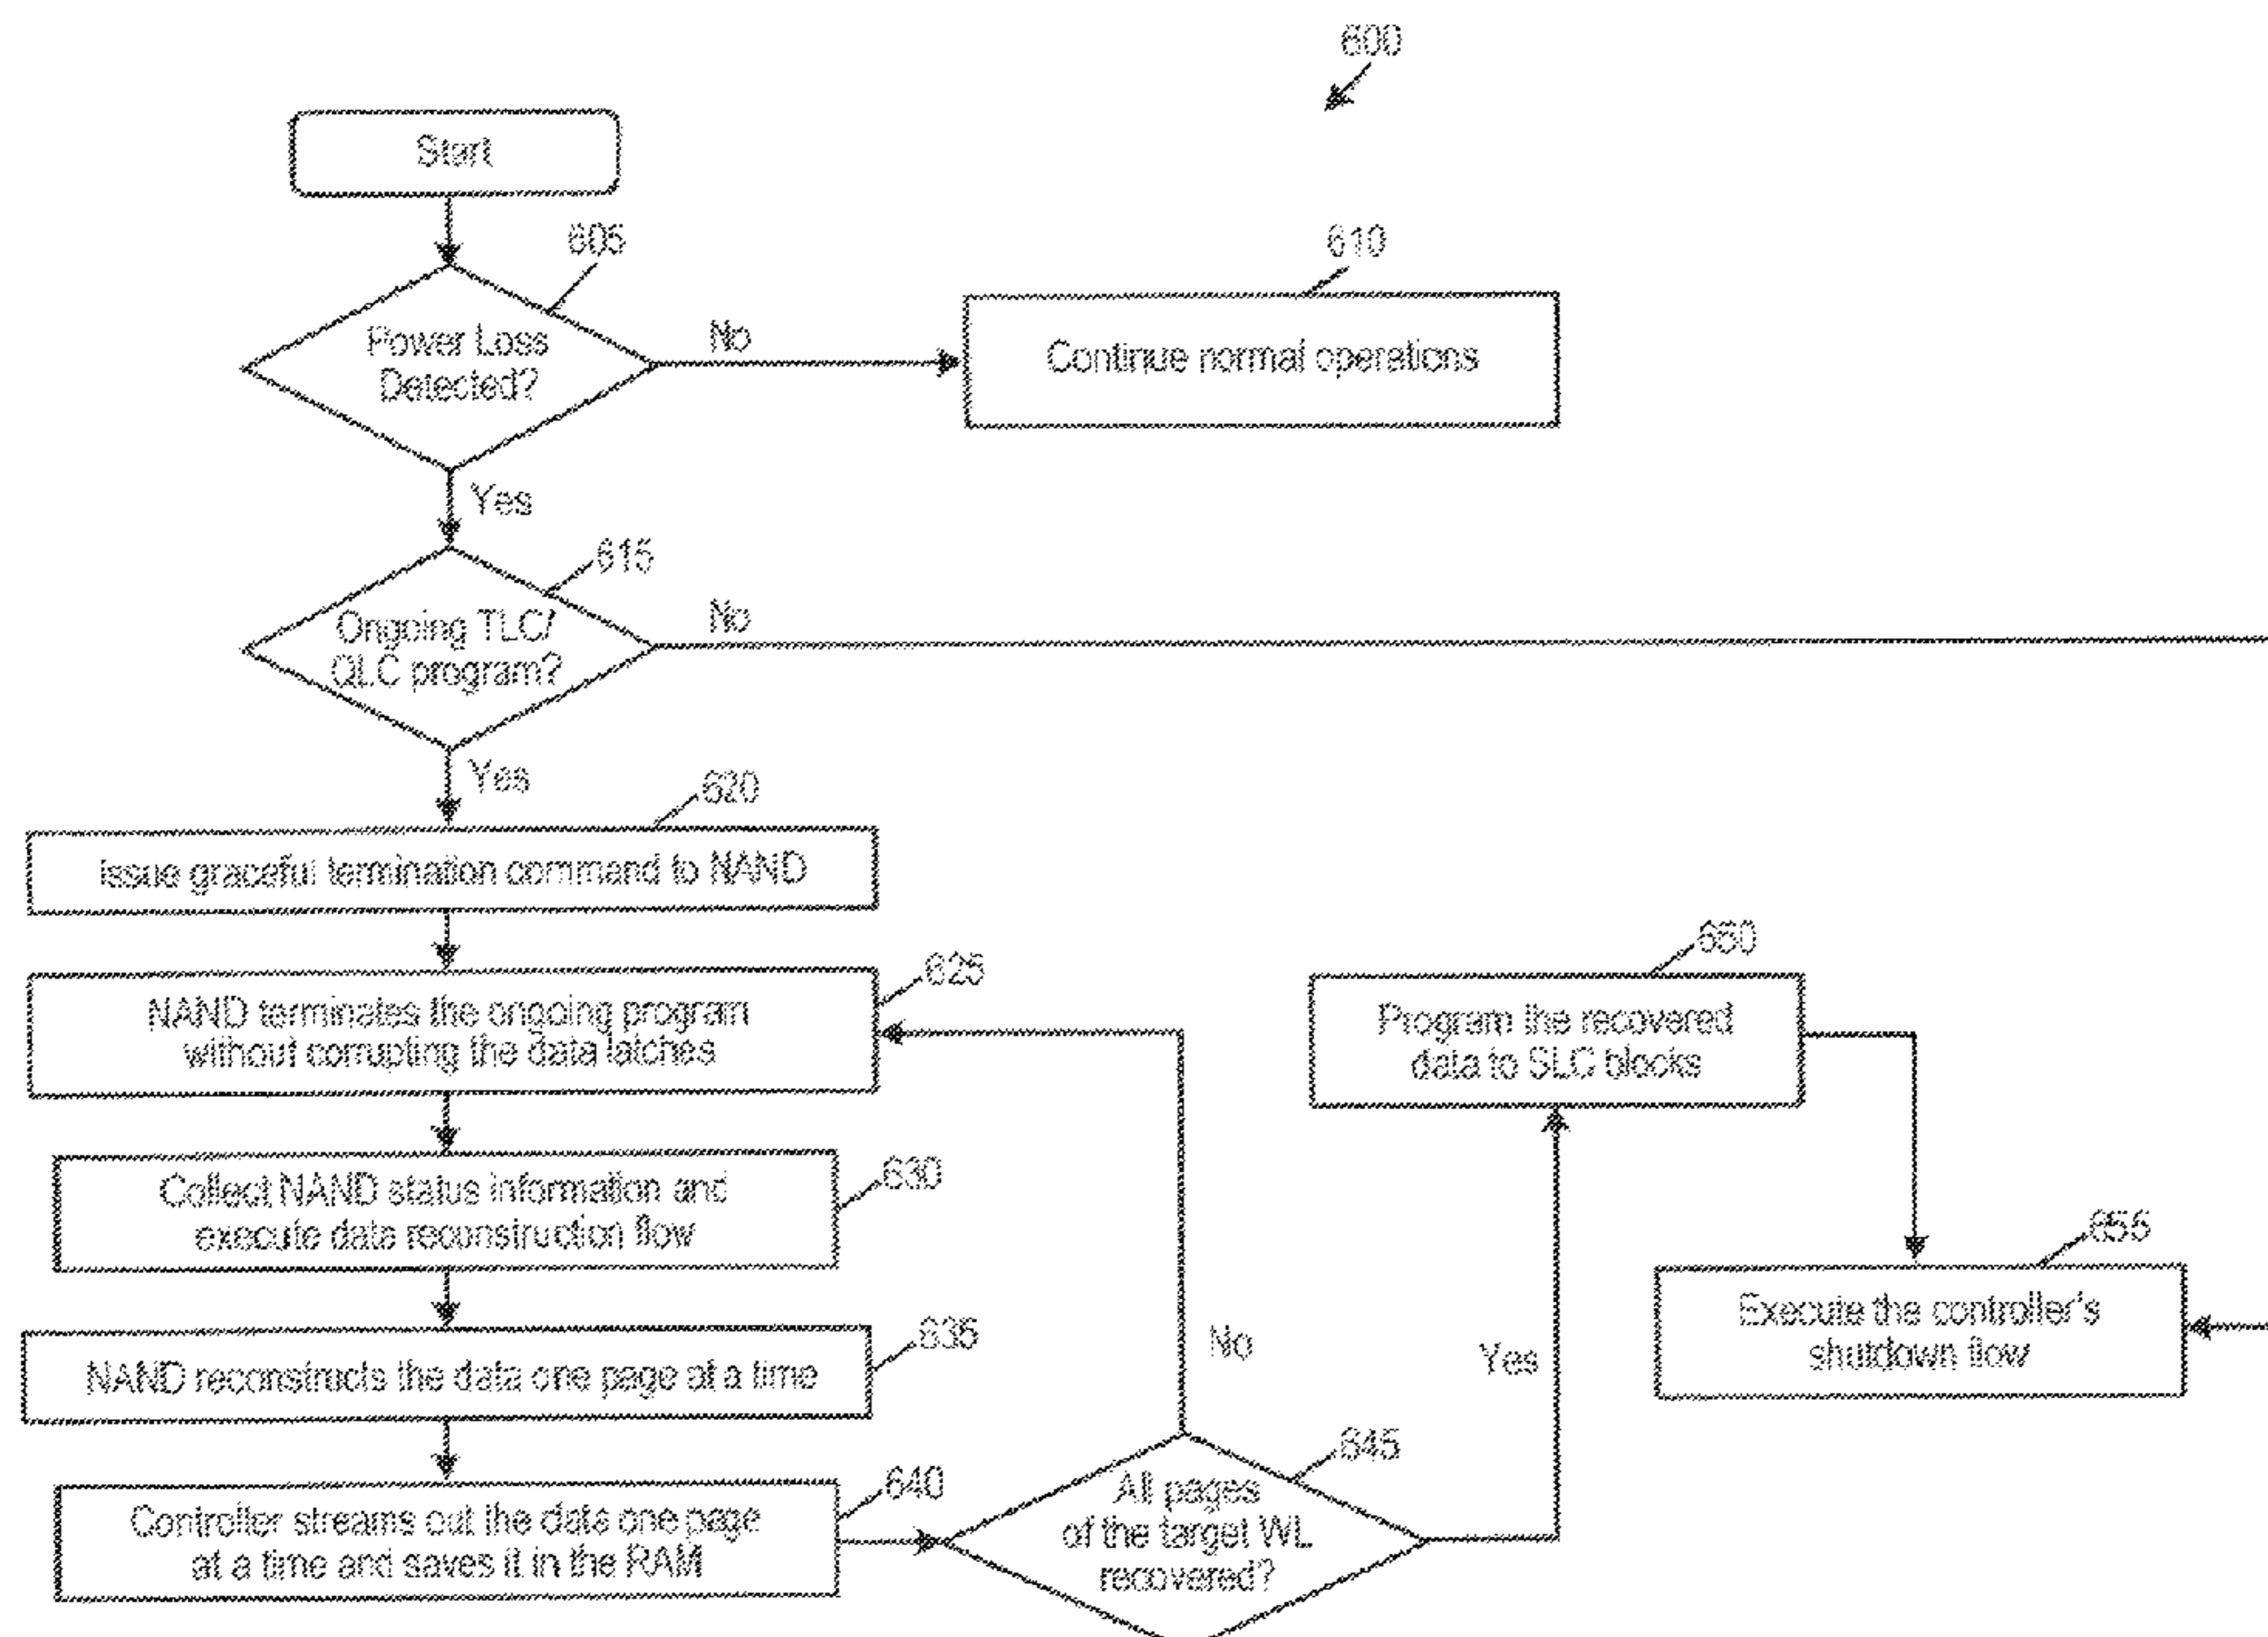 600
Start
605
Power Loss
Detected?
No
610
Continue normal operations
Yes
615
Ongoing TLC/
QLC program?
No
Yes
620
Issue graceful termination command to NAND
625
NAND terminates the ongoing program
without corrupting the data latches
630
Collect NAND status information and
execute data reconstruction flow
635
NAND reconstructs the data one page at a time
640
Controller streams out the data one page
at a time and saves it in the RAM
645
All pages
of the target WL
recovered?
No
Yes
650
Program the recovered
data to SLC blocks
655
Execute the controller's
shutdown flow